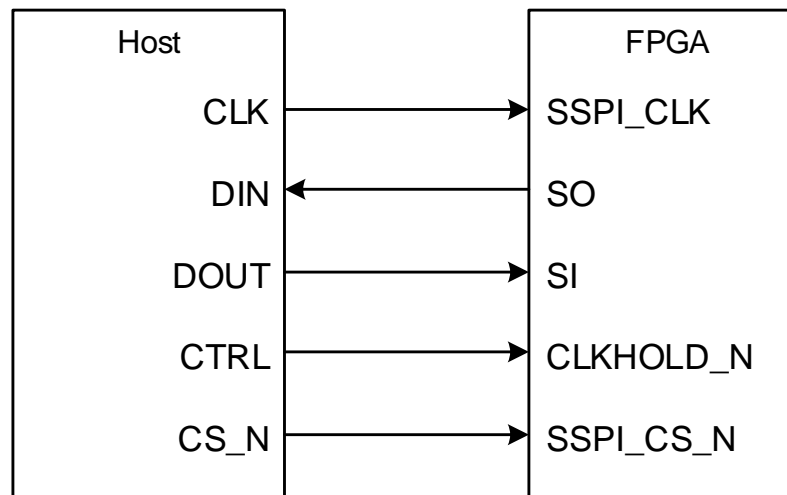 Host FPGA
CLK SSPI_CLK
DIN SO
DOUT SI
CTRL CLKHOLD_N
CS_N SSPI_CS_N